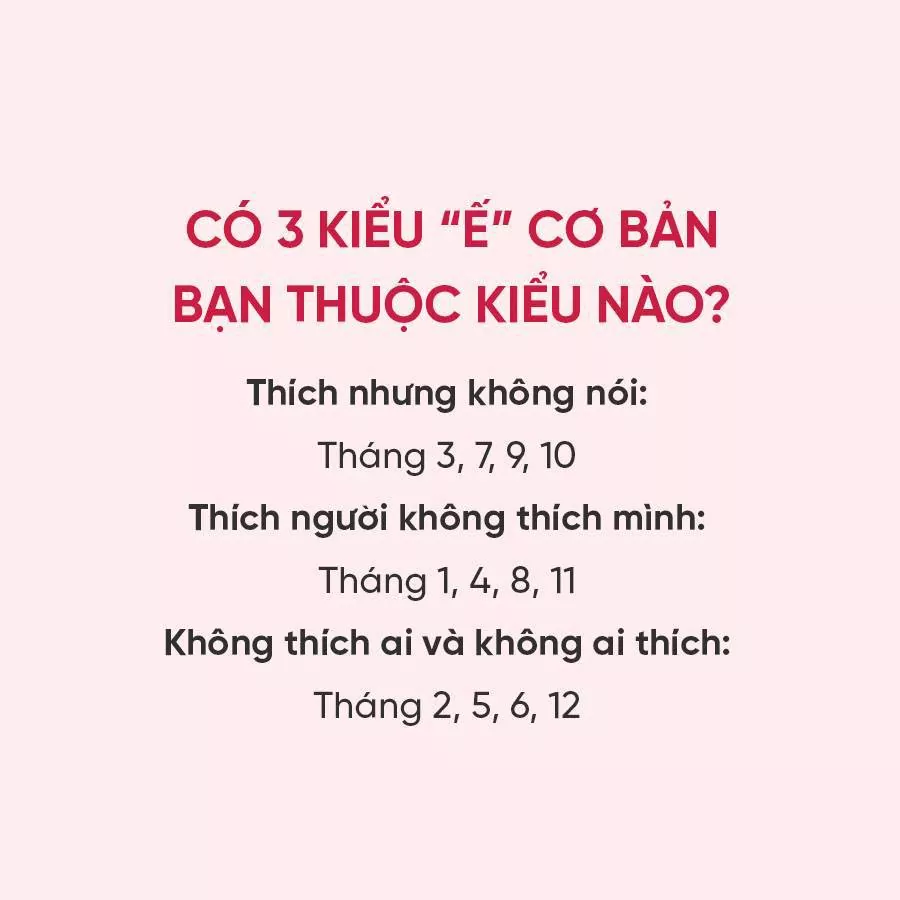 CÓ 3 KIỂU “Ế” CƠ BẢN
BẠN THUỘC KIỂU NÀO?
Thích nhưng không nói:
Tháng 3, 7, 9, 10
Thích người không thích mình:
Tháng 1, 4, 8, 11
Không thích ai và không ai thích:
Tháng 2, 5, 6, 12